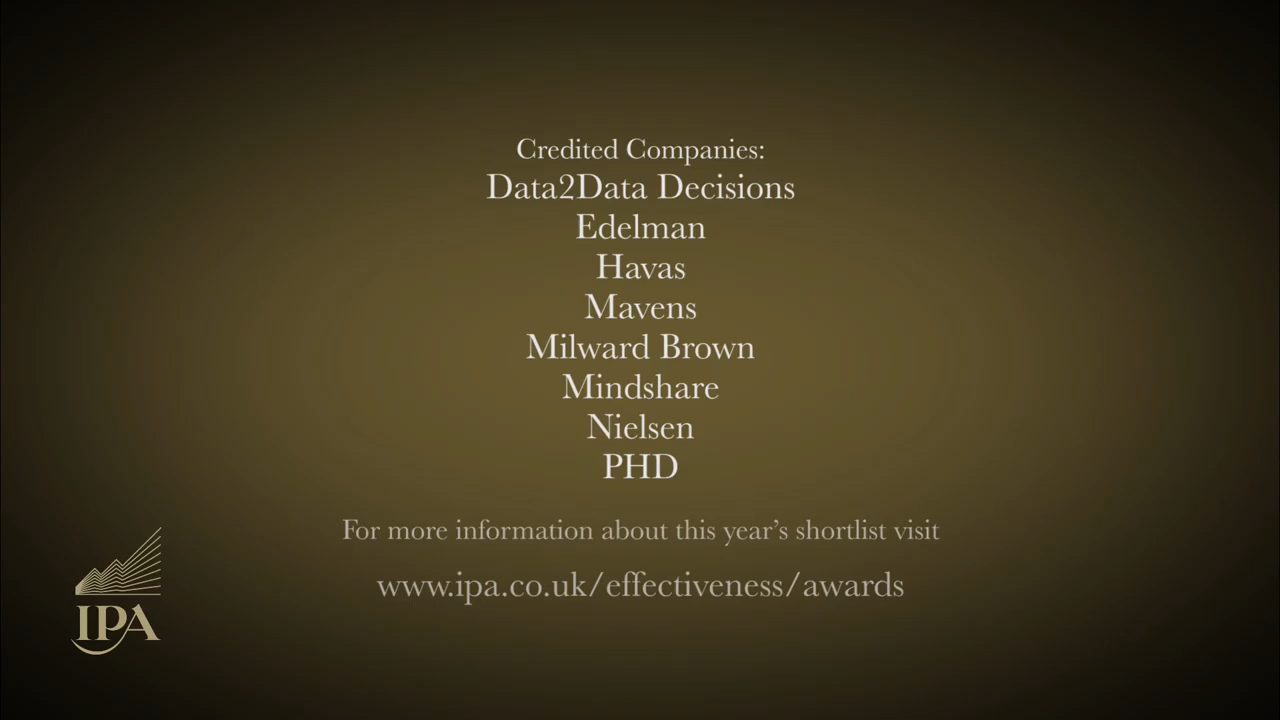 Credited Companies:
Data2Data Decisions
Edelman
Havas
Mavens
Milward Brown
Mindshare
Nielsen
PHD
For more information about this year's shortlist visit
www.ipa.co.uk/effectiveness/awards
IPA